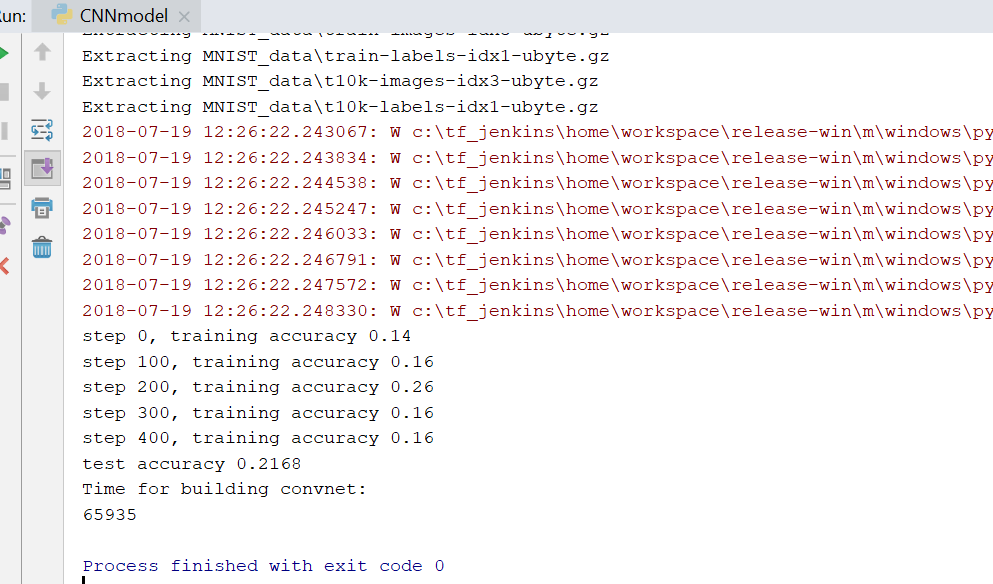 Run:
CNNmodel
Extracting MNIST_data\train-labels-idx1-ubyte.gz
Extracting MNIST_data\t10k-images-idx3-ubyte.gz
Extracting MNIST_data\t10k-labels-idx1-ubyte.gz
2018-07-19 12:26:22.243067: W c:\tf_jenkins\home\workspace\release-win\m\windows\py
2018-07-19 12:26:22.243834: W c:\tf_jenkins\home\workspace\release-win\m\windows\py
2018-07-19 12:26:22.244538: W c:\tf_jenkins\home\workspace\release-win\m\windows\py
2018-07-19 12:26:22.245247: W c:\tf_jenkins\home\workspace\release-win\m\windows\py
2018-07-19 12:26:22.246033: W c:\tf_jenkins\home\workspace\release-win\m\windows\py
2018-07-19 12:26:22.246791: W c:\tf_jenkins\home\workspace\release-win\m\windows\py
2018-07-19 12:26:22.247572: W c:\tf_jenkins\home\workspace\release-win\m\windows\py
2018-07-19 12:26:22.248330: W c:\tf_jenkins\home\workspace\release-win\m\windows\py
step 0, training accuracy 0.14
step 100, training accuracy 0.16
step 200, training accuracy 0.26
step 300, training accuracy 0.16
step 400, training accuracy 0.16
test accuracy 0.2168
Time for building convnet:
65935
Process finished with exit code 0